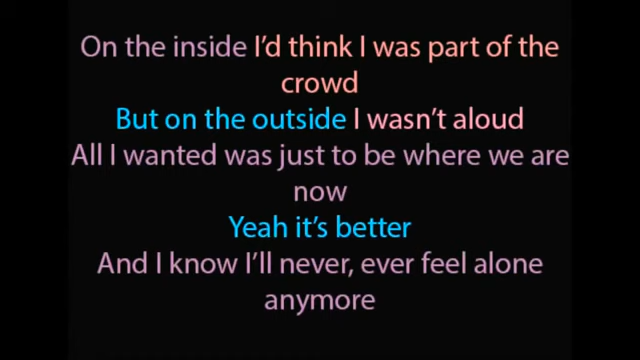 On the inside I'd think I was part of the
crowd
But on the outside I wasn't aloud
All I wanted was just to be where we are
now
Yeah it's better
And I know I'll never, ever feel alone
anymore